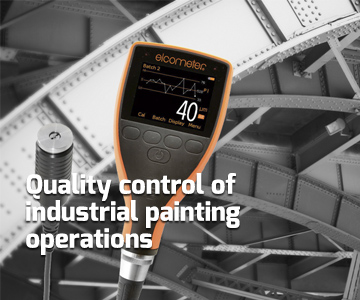 elcometer
Batch 2
40 µm
Cal Batch Display Menu
Quality control of
industrial painting
operations